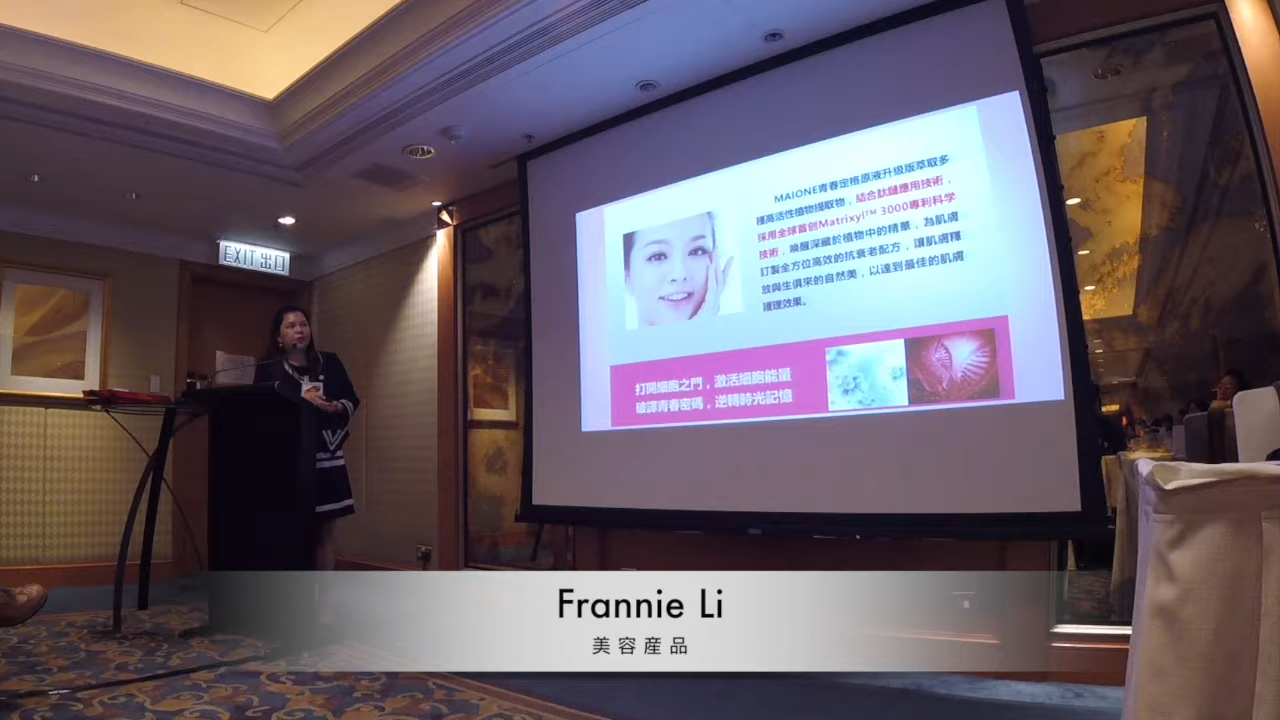 EXIT 出口
MAIONE青春定格原液升級版萃取多
種高活性植物提取物，結合肽鏈應用技術，
採用全球首创Matrixyl™ 3000專利科学
技術，喚醒深藏於植物中的精華，為肌膚
訂製全方位高效的抗衰老配方，讓肌膚釋
放與生俱來的自然美，以達到最佳的肌膚
護理效果。
打開細胞之門，激活細胞能量
破譯青春密碼，逆轉時光記憶
Frannie Li
美容産品